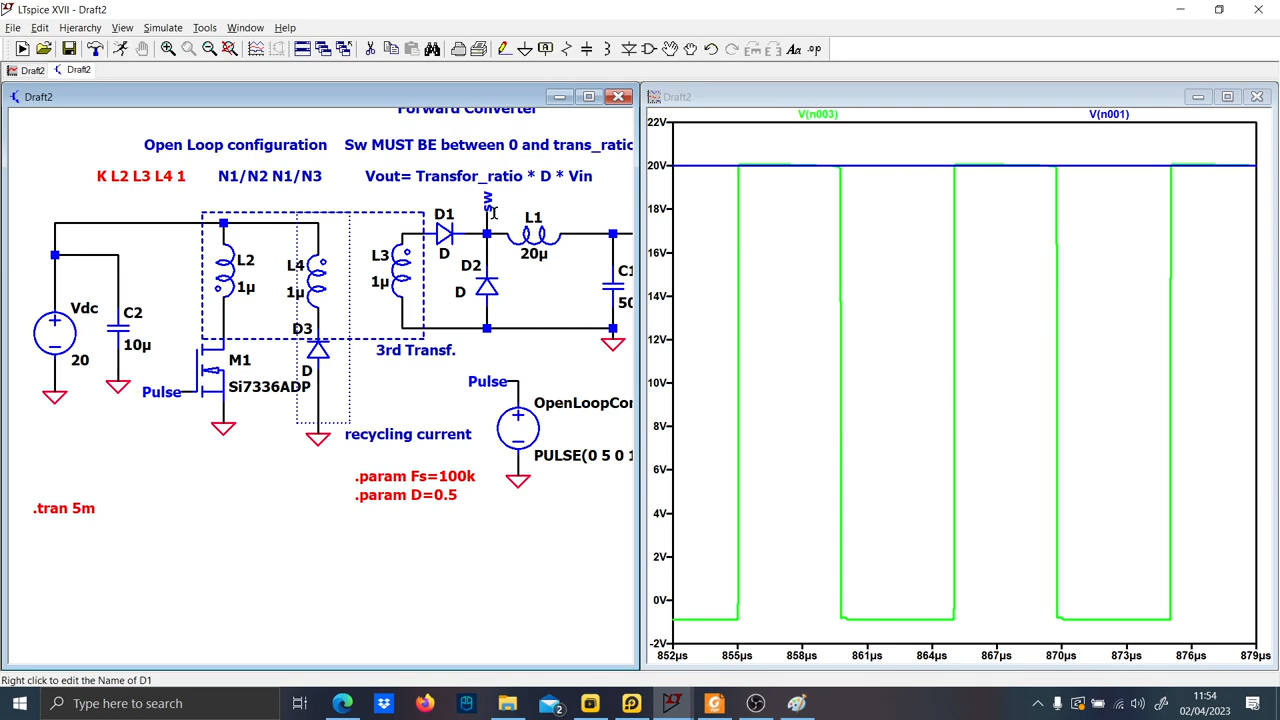 LTspice XVII - Draft2
File Edit Hierarchy View Simulate Tools Window Help
Draft2 Draft2
Draft2
Forward Converter
Open Loop configuration Sw MUST BE between 0 and trans_ratio
K L2 L3 L4 1 N1/N2 N1/N3 Vout= Transfor_ratio * D * Vin
sw
D1 L1
L2 L4 L3 D D2 20µ
1µ 1µ 1µ D C1
Vdc C2 D3
20 10µ M1 D 3rd Transf.
Pulse Si7336ADP Pulse
OpenLoopCon
recycling current
PULSE(0 5 0 1
.param Fs=100k
.param D=0.5
.tran 5m
Draft2
V(n003) V(n001)
22V
20V
18V
16V
14V
12V
10V
8V
6V
4V
2V
0V
-2V
852µs 855µs 858µs 861µs 864µs 867µs 870µs 873µs 876µs 879µs
Right click to edit the Name of D1
Type here to search
2
11:54
02/04/2023